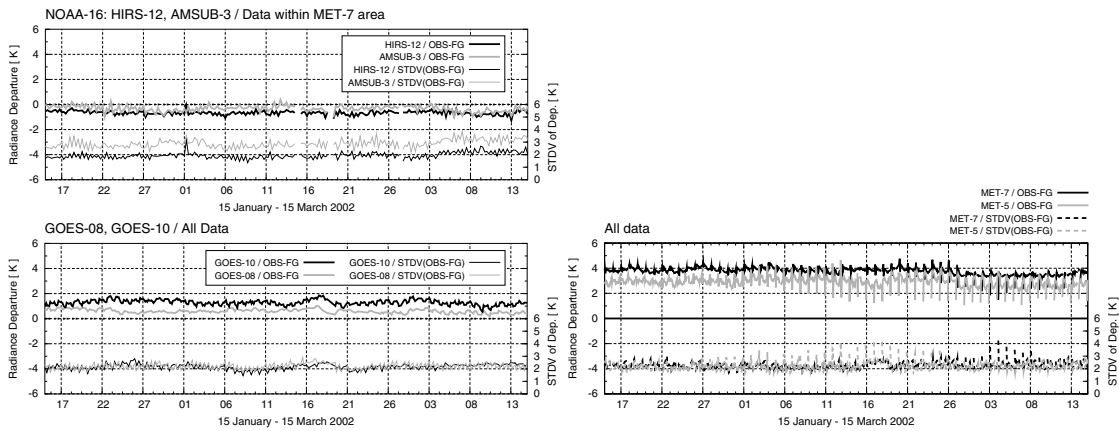 NOAA-16: HIRS-12, AMSUB-3 / Data within MET-7 area
HIRS-12 / OBS-FG
AMSUB-3 / OBS-FG
HIRS-12 / STDV(OBS-FG)
AMSUB-3 / STDV(OBS-FG)
Radiance Departure [ K ]
6
4
2
0
-2
-4
-6
6
5
4
3
2
1
0
STDV of Dep. [ K ]
17 22 27 01 06 11 16 21 26 03 08 13
15 January - 15 March 2002
GOES-08, GOES-10 / All Data
GOES-10 / OBS-FG GOES-10 / STDV(OBS-FG)
GOES-08 / OBS-FG GOES-08 / STDV(OBS-FG)
Radiance Departure [ K ]
6
4
2
0
-2
-4
-6
6
5
4
3
2
1
0
STDV of Dep. [ K ]
17 22 27 01 06 11 16 21 26 03 08 13
15 January - 15 March 2002
MET-7 / OBS-FG
MET-5 / OBS-FG
MET-7 / STDV(OBS-FG)
MET-5 / STDV(OBS-FG)
All data
Radiance Departure [ K ]
6
4
2
0
-2
-4
-6
6
5
4
3
2
1
0
STDV of Dep. [ K ]
17 22 27 01 06 11 16 21 26 03 08 13
15 January - 15 March 2002